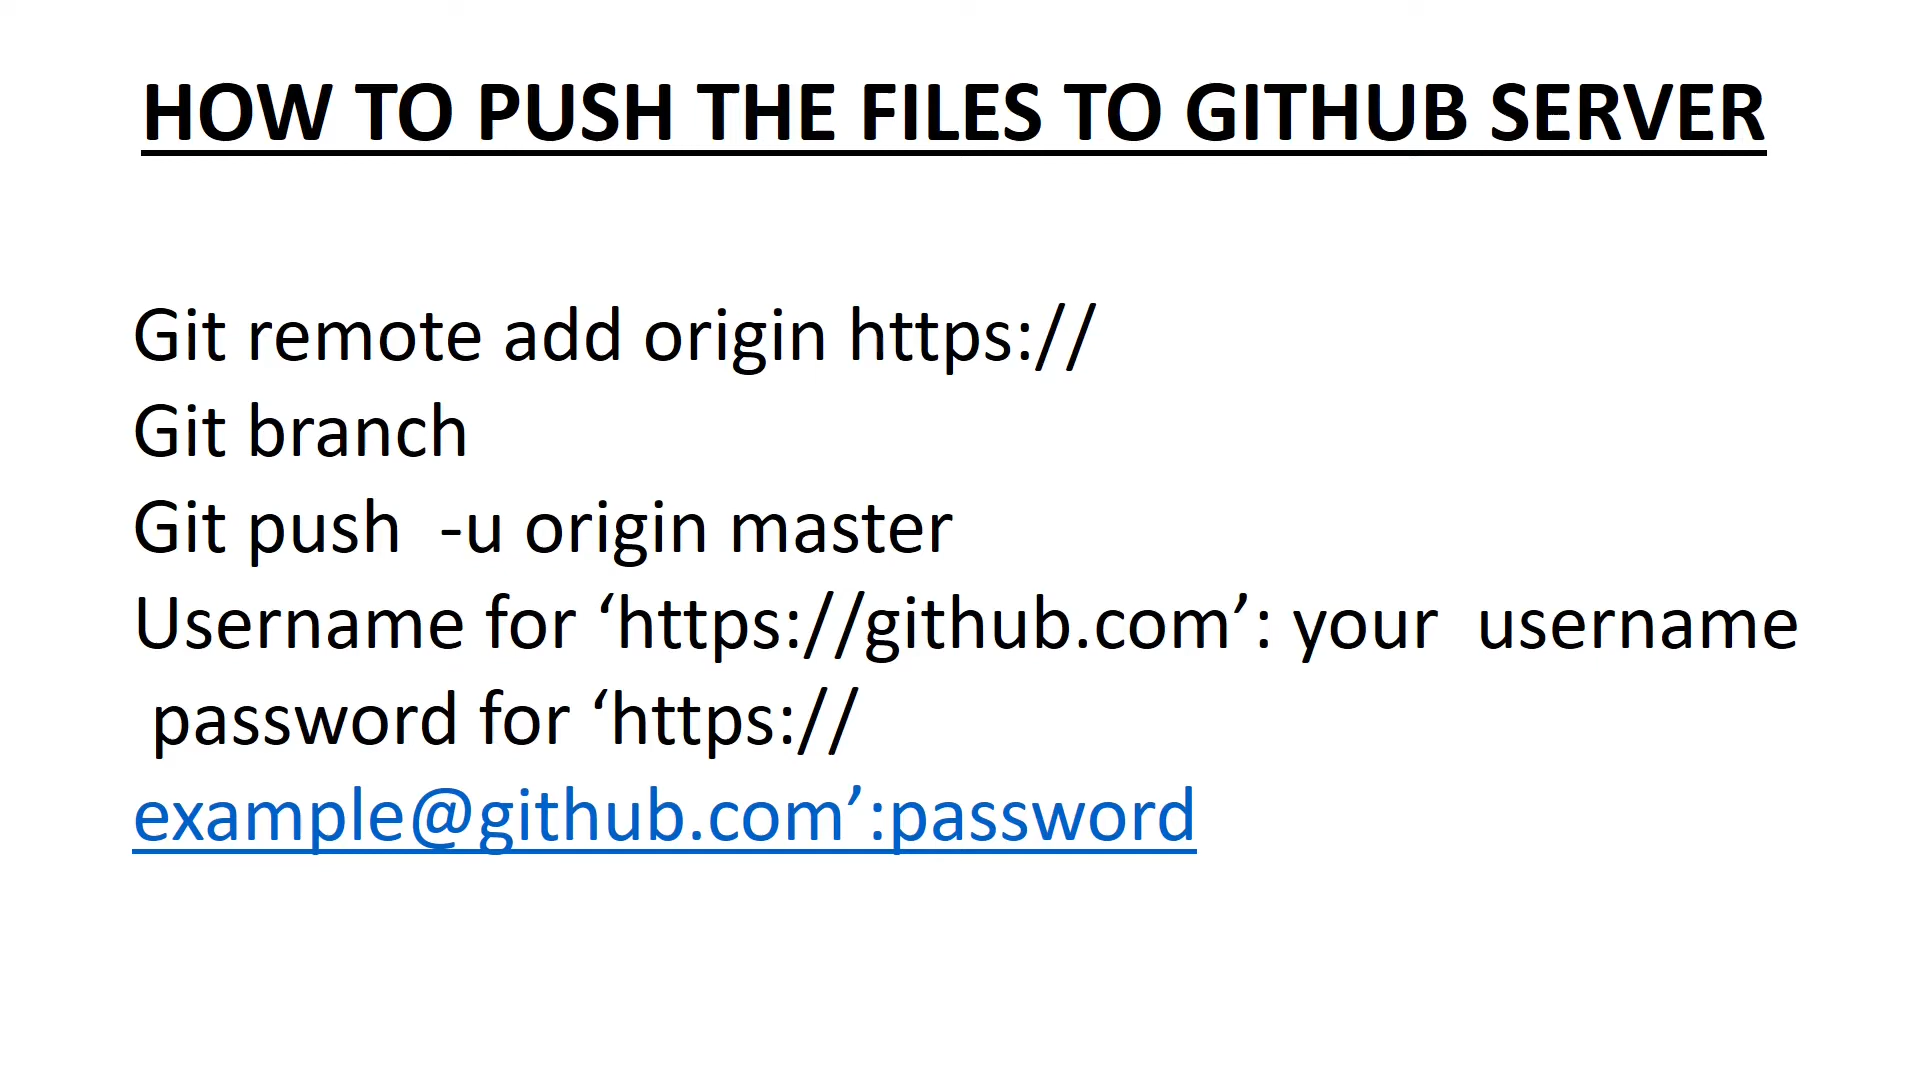 HOW TO PUSH THE FILES TO GITHUB SERVER
Git remote add origin https://
Git branch
Git push  -u origin master
Username for ‘https://github.com’: your  username
password for ‘https://
example@github.com’:password